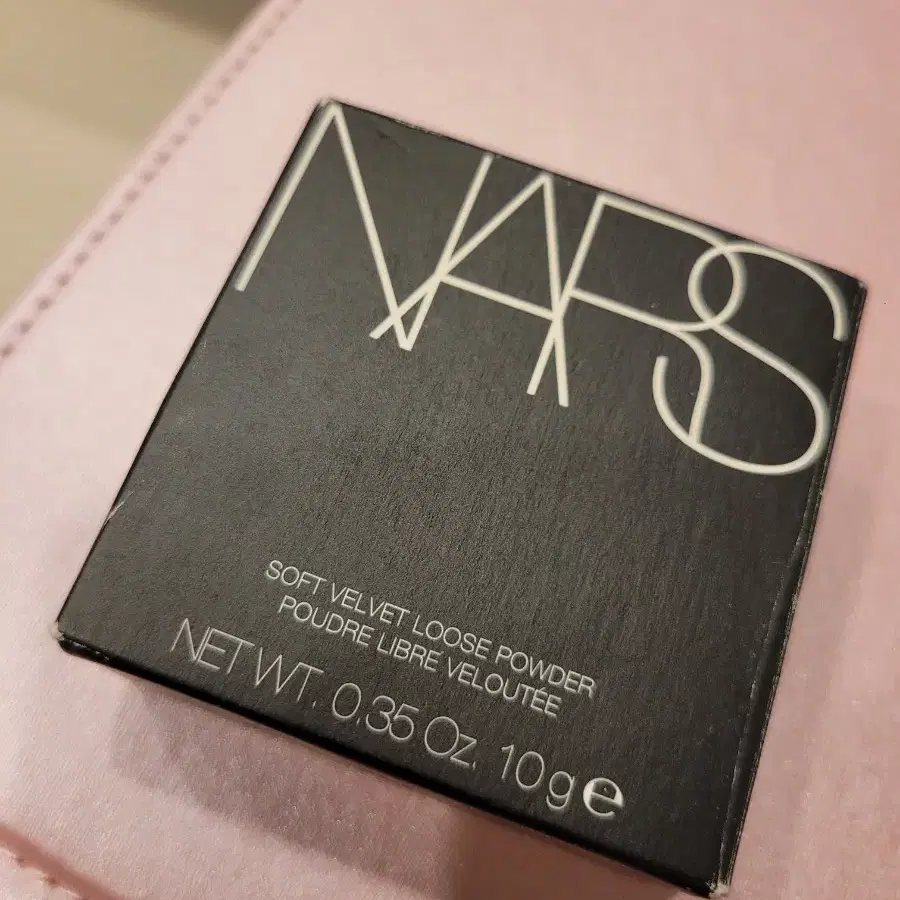 NARS
SOFT VELVET LOOSE POWDER
POUDRE LIBRE VELOUTÉE
NET WT. 0.35 Oz. 10g e